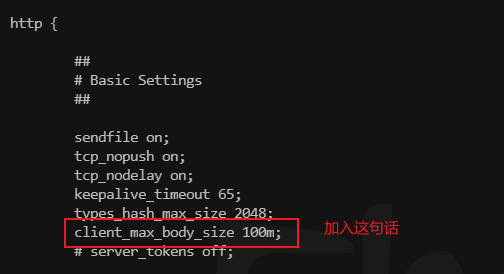 http {
##
# Basic Settings
##
sendfile on;
tcp_nopush on;
tcp_nodelay on;
keepalive_timeout 65;
types_hash_max_size 2048;
client_max_body_size 100m;
加入这句话
# server_tokens off;